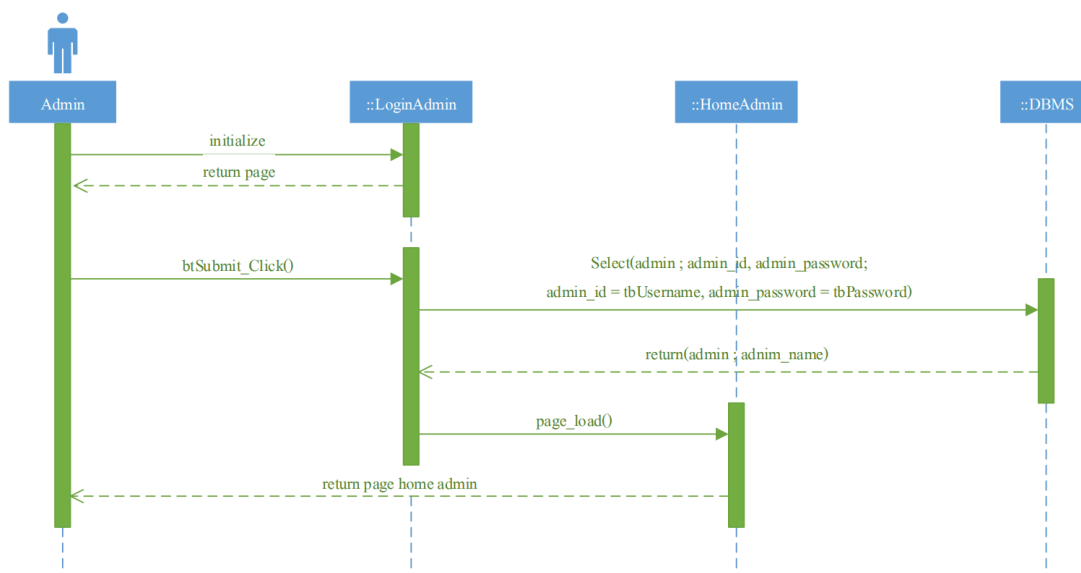 Admin
::LoginAdmin
::HomeAdmin
::DBMS
initialize
return page
btSubmit_Click()
Select(admin ; admin_id, admin_password;
admin_id = tbUsername, admin_password = tbPassword)
return(admin ; adnim_name)
page_load()
return page home admin